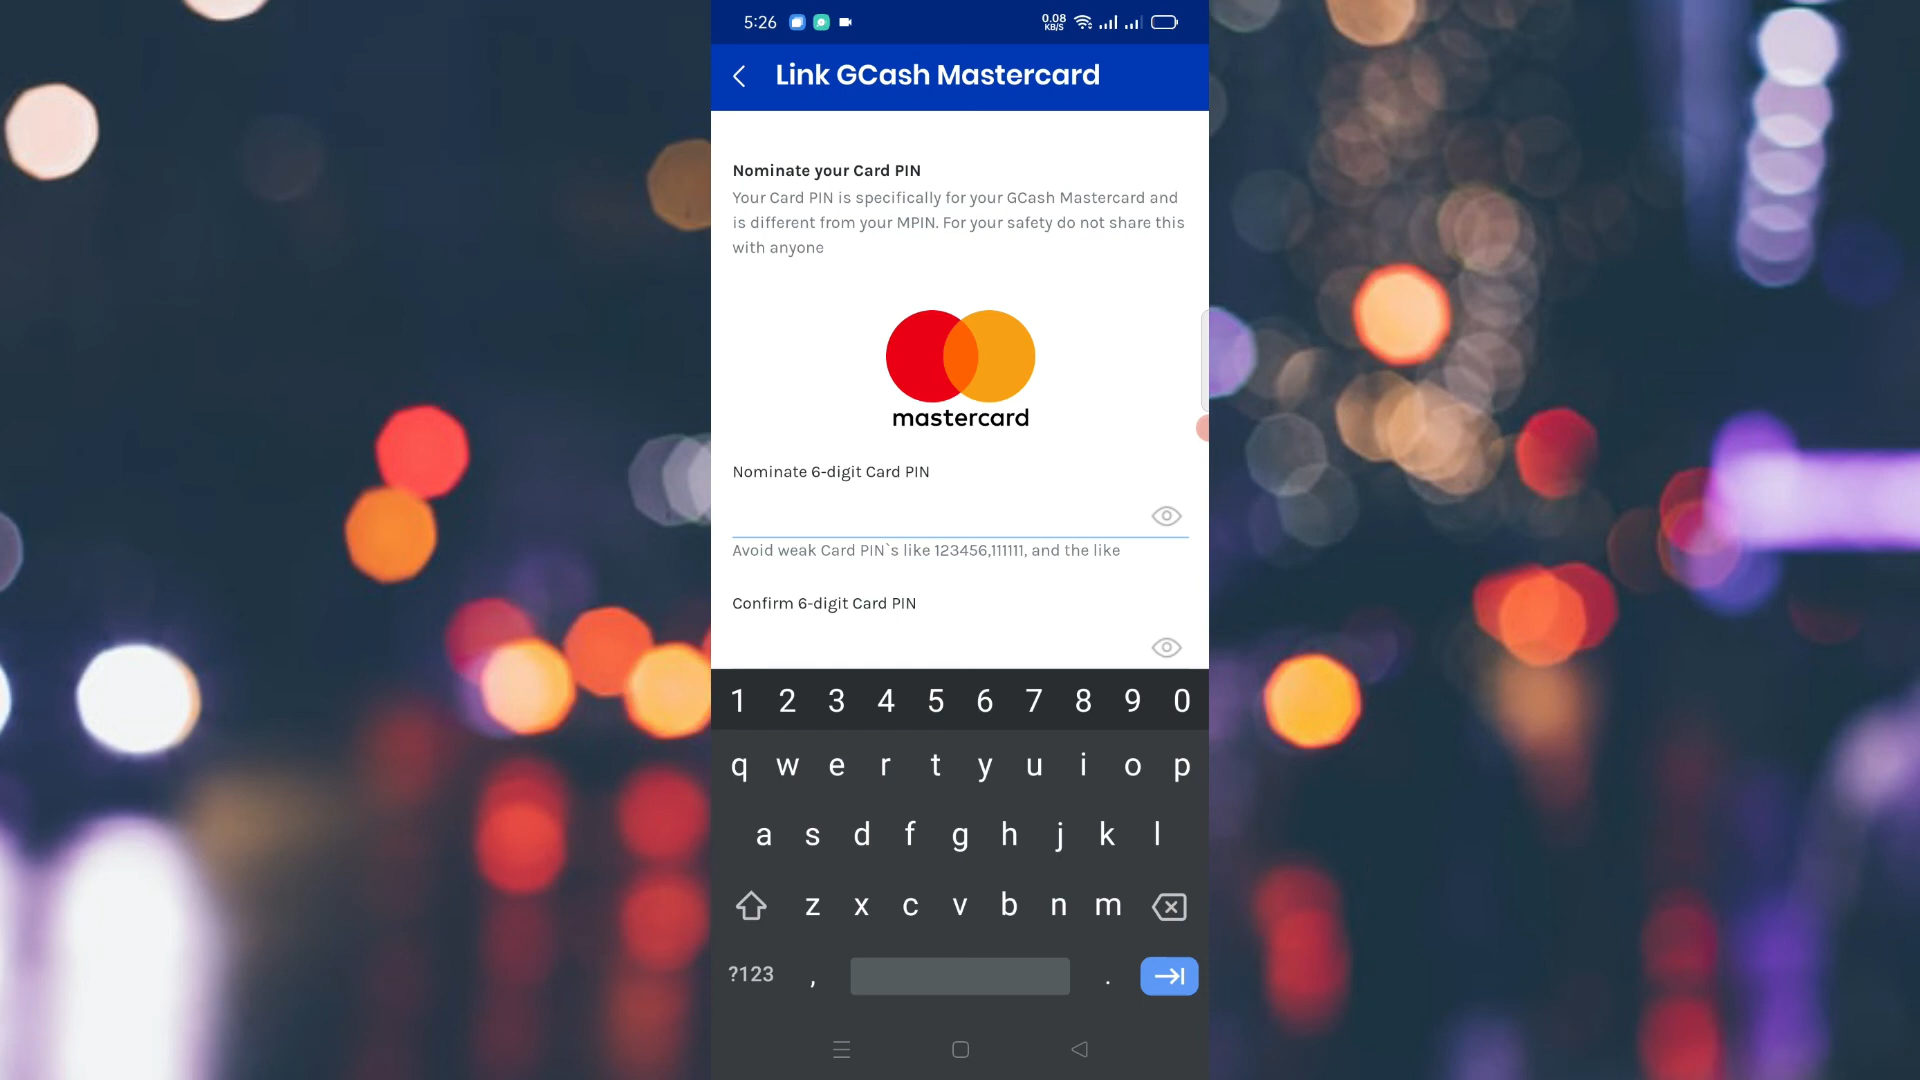 5:26
0.08
KB/S
Link GCash Mastercard
Nominate your Card PIN
Your Card PIN is specifically for your GCash Mastercard and
is different from your MPIN. For your safety do not share this
with anyone
mastercard
Nominate 6-digit Card PIN
Avoid weak Card PIN`s like 123456,111111, and the like
Confirm 6-digit Card PIN
1 2 3 4 5 6 7 8 9 0
q w e r t y u i o p
a s d f g h j k l
z x c v b n m
?123 , .